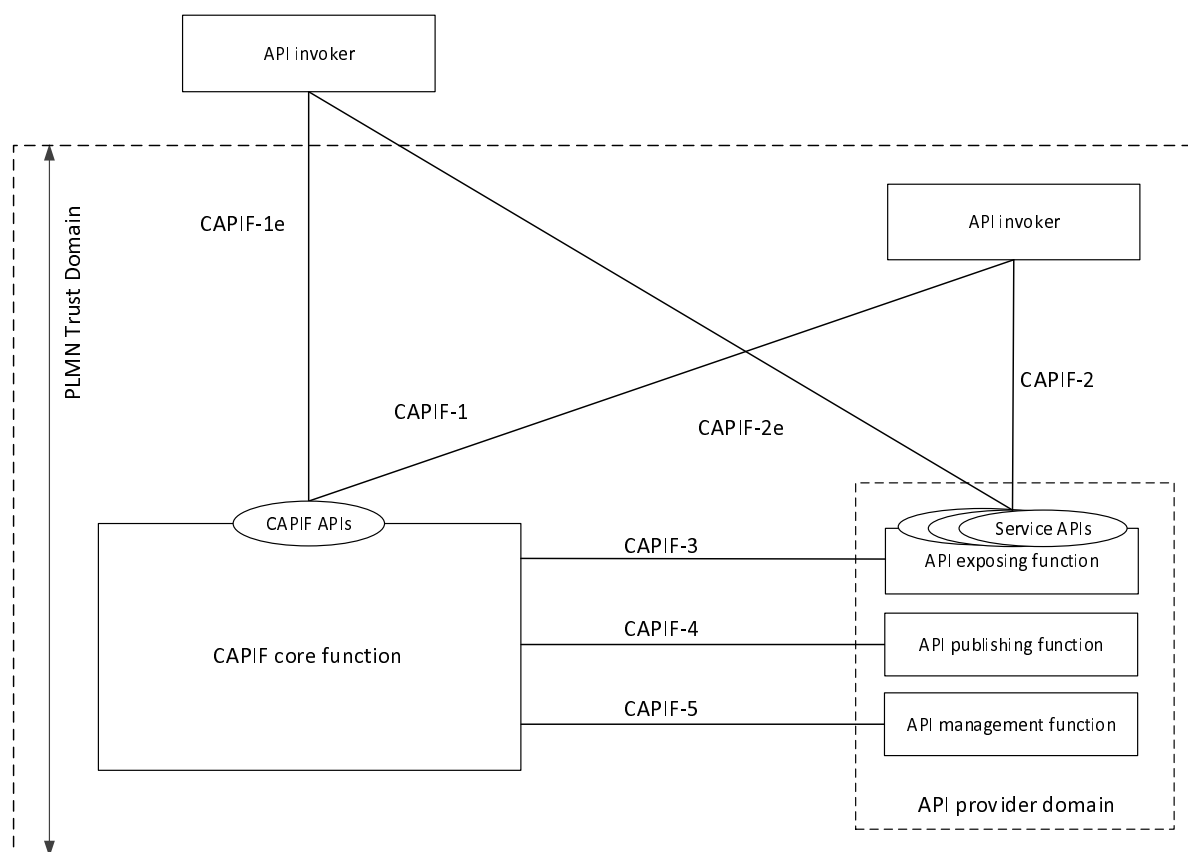 API invoker
PLMN Trust Domain
CAPIF-1e
API invoker
CAPIF-1
CAPIF-2e
CAPIF-2
CAPIF APIs
Service APIs
API exposing function
CAPIF-3
CAPIF core function
CAPIF-4
API publishing function
CAPIF-5
API management function
API provider domain